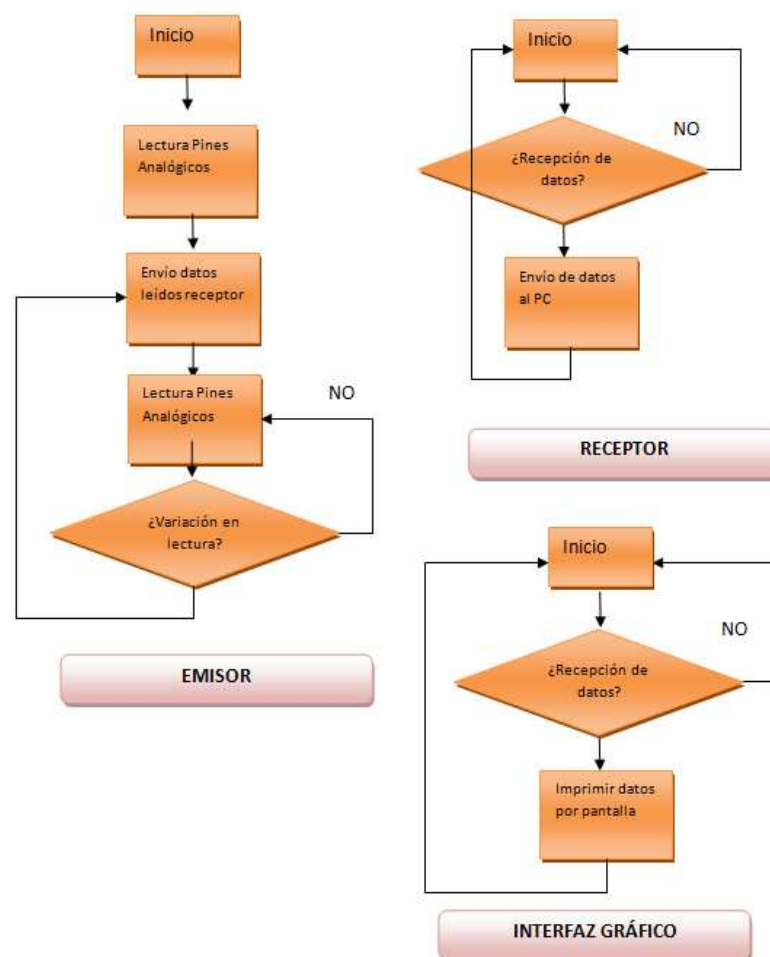 Inicio
Lectura Pines
Analógicos
Envío datos
leídos receptor
Lectura Pines
Analógicos
NO
¿Variación en
lectura?
EMISOR
Inicio
NO
¿Recepción de
datos?
Envío de datos
al PC
RECEPTOR
Inicio
NO
¿Recepción de
datos?
Imprimir datos
por pantalla
INTERFAZ GRÁFICO